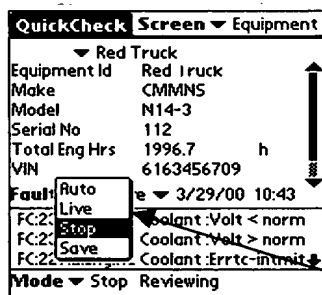 QuickCheck Screen Equipment
Red Truck
Equipment Id Red Truck
Make CMMNS
Model N14-3
Serial No 112
Total Eng Hrs 1996.7 h
VIN 6163456709
Fault e 3/29/00 10:43
Auto
Live
Stop
Save
FC:2 Coolant :Volt < norm
FC:2 Coolant :Volt > norm
FC:2 Coolant :Errtc-intmit
Mode Stop Reviewing